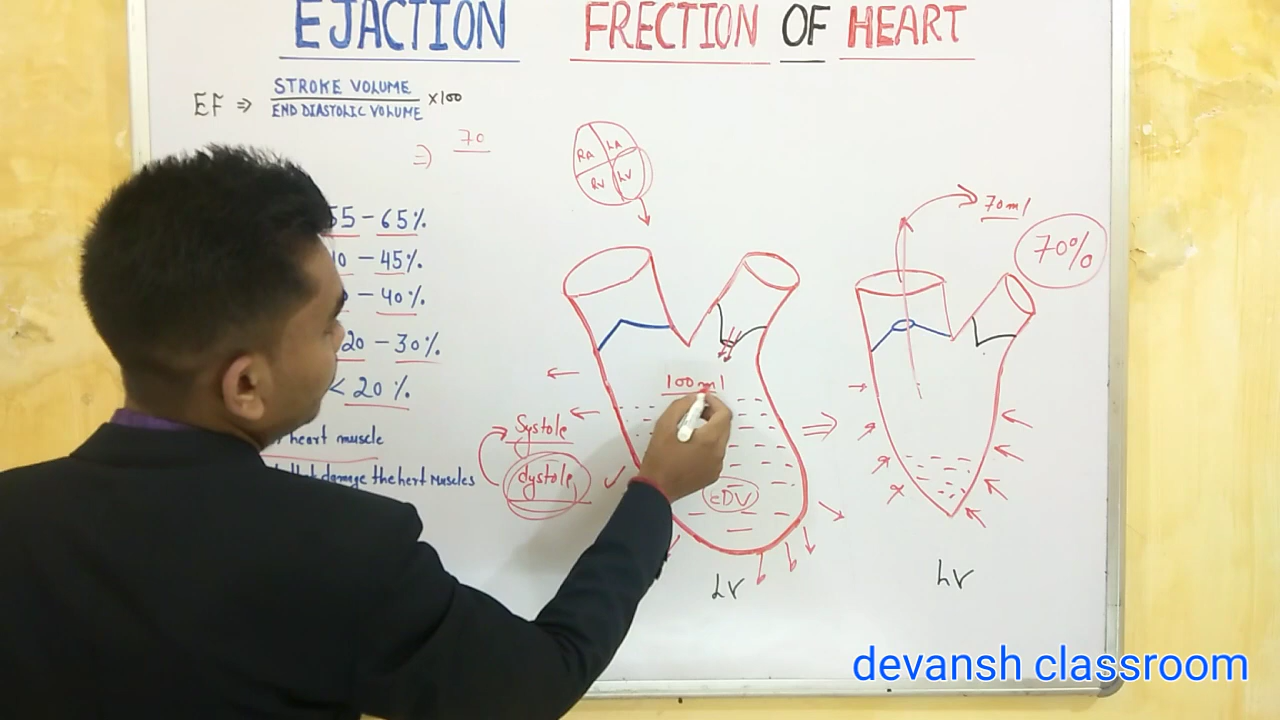 EJACTION FRECTION OF HEART
EF ⇒ STROKE VOLUME
END DIASTOLIC VOLUME ×100
⇒ 70
55 – 65%
– 45%
– 40%
20 – 30%
< 20%
heart muscle
damage the hert Muscles
RA LA
RV LV
100ml
Systole
dystole
EDV
LV
70ml
70%
LV
devansh classroom